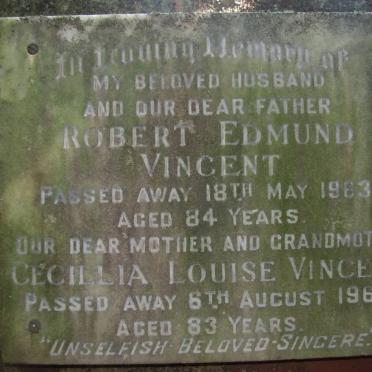 In Loving Memory of
MY BELOVED HUSBAND
AND OUR DEAR FATHER
ROBERT EDMUND
VINCENT
PASSED AWAY 18TH MAY 1963
AGED 84 YEARS.
OUR DEAR MOTHER AND GRANDMOT
CECILLIA LOUISE VINCE
PASSED AWAY 6TH AUGUST 196
AGED 83 YEARS.
"UNSELFISH-BELOVED-SINCERE."